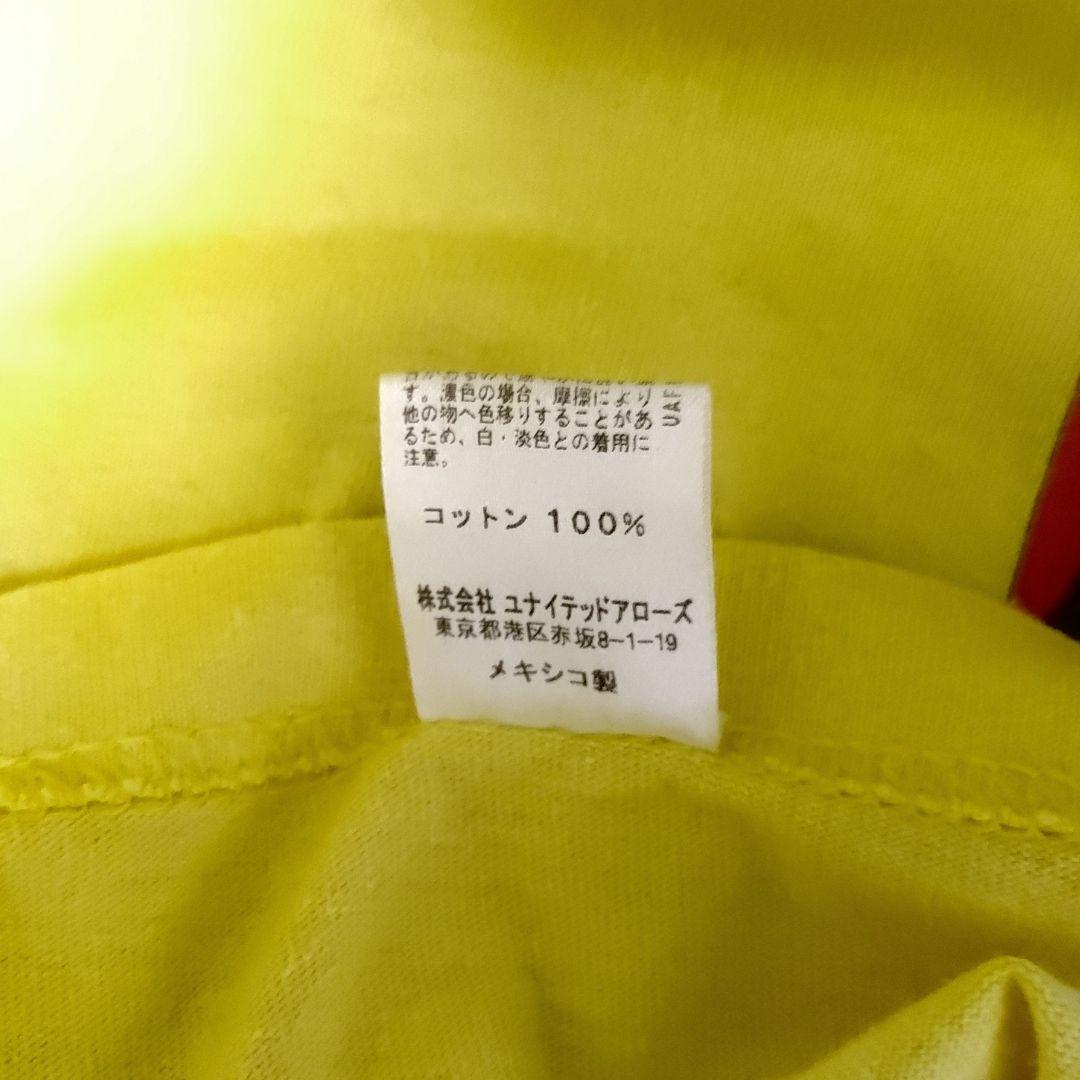 す。濃色の場合、摩擦により
他の物へ色移りすることがあ
るため、白・淡色との着用に
注意。
コットン 100%
株式会社 ユナイテッドアローズ
東京都港区赤坂8-1-19
メキシコ製